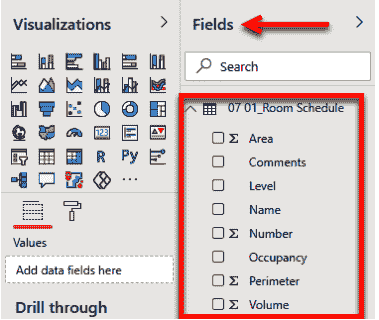 Visualizations
Fields
Search
07 01_Room Schedule
Σ Area
Comments
Level
Name
Σ Number
Occupancy
Σ Perimeter
Σ Volume
123
R Py
...
Values
Add data fields here
Drill through